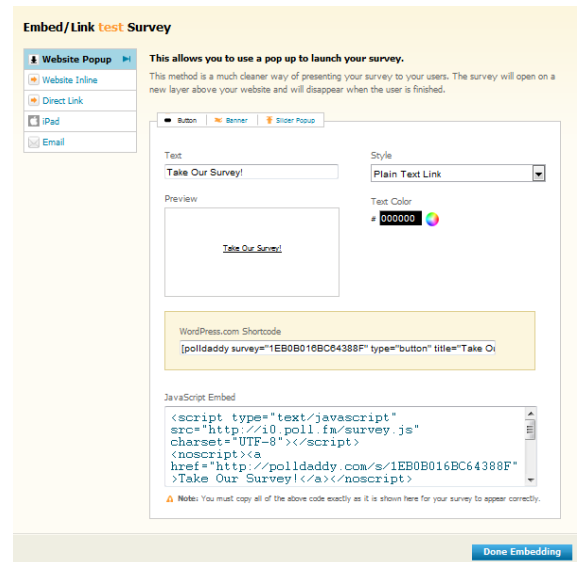 Embed/Link test Survey
Website Popup
Website Inline
Direct Link
iPad
Email
This allows you to use a pop up to launch your survey.
This method is a much cleaner way of presenting your survey to your users. The survey will open on a
new layer above your website and will disappear when the user is finished.
Button
Banner
Slider Popup
Text
Take Our Survey!
Style
Plain Text Link
Preview
Take Our Survey!
Text Color
# 000000
WordPress.com Shortcode
[polldaddy survey="1EB0B016BC64388F" type="button" title="Take Ou
JavaScript Embed
<script type="text/javascript"
src="http://i0.poll.fm/survey.js"
charset="UTF-8"></script>
<noscript><a
href="http://polldaddy.com/s/1EB0B016BC64388F"
>Take Our Survey!</a></noscript>
Note: You must copy all of the above code exactly as it is shown here for your survey to appear correctly.
Done Embedding